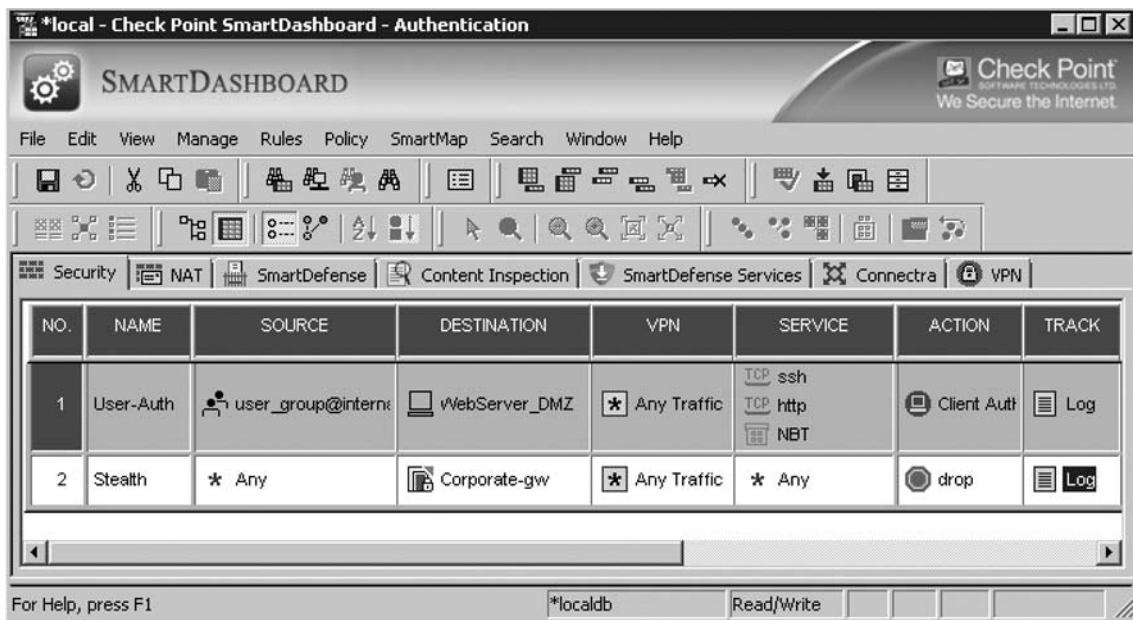 *local - Check Point SmartDashboard - Authentication
SMARTDASHBOARD
Check Point
SOFTWARE TECHNOLOGIES LTD.
We Secure the Internet.
File Edit View Manage Rules Policy SmartMap Search Window Help
Security NAT SmartDefense Content Inspection SmartDefense Services Connectra VPN
NO. NAME SOURCE DESTINATION VPN SERVICE ACTION TRACK
TCP ssh
1 User-Auth user_group@interna WebServer_DMZ * Any Traffic TCP http Client Auth Log
NBT
2 Stealth * Any Corporate-gw * Any Traffic * Any drop Log
For Help, press F1 *localdb Read/Write